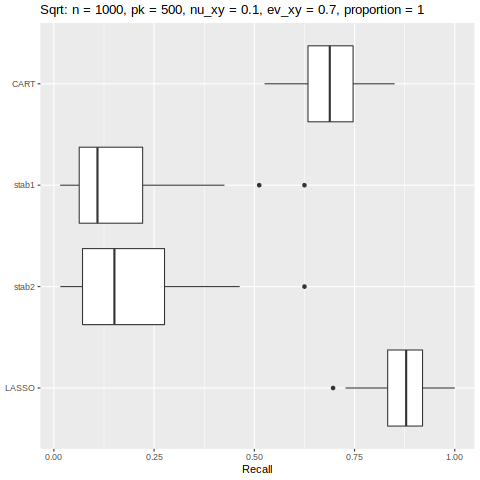 Sqrt: n = 1000, pk = 500, nu_xy = 0.1, ev_xy = 0.7, proportion = 1
CART
stab1
stab2
LASSO
0.00 0.25 0.50 0.75 1.00
Recall